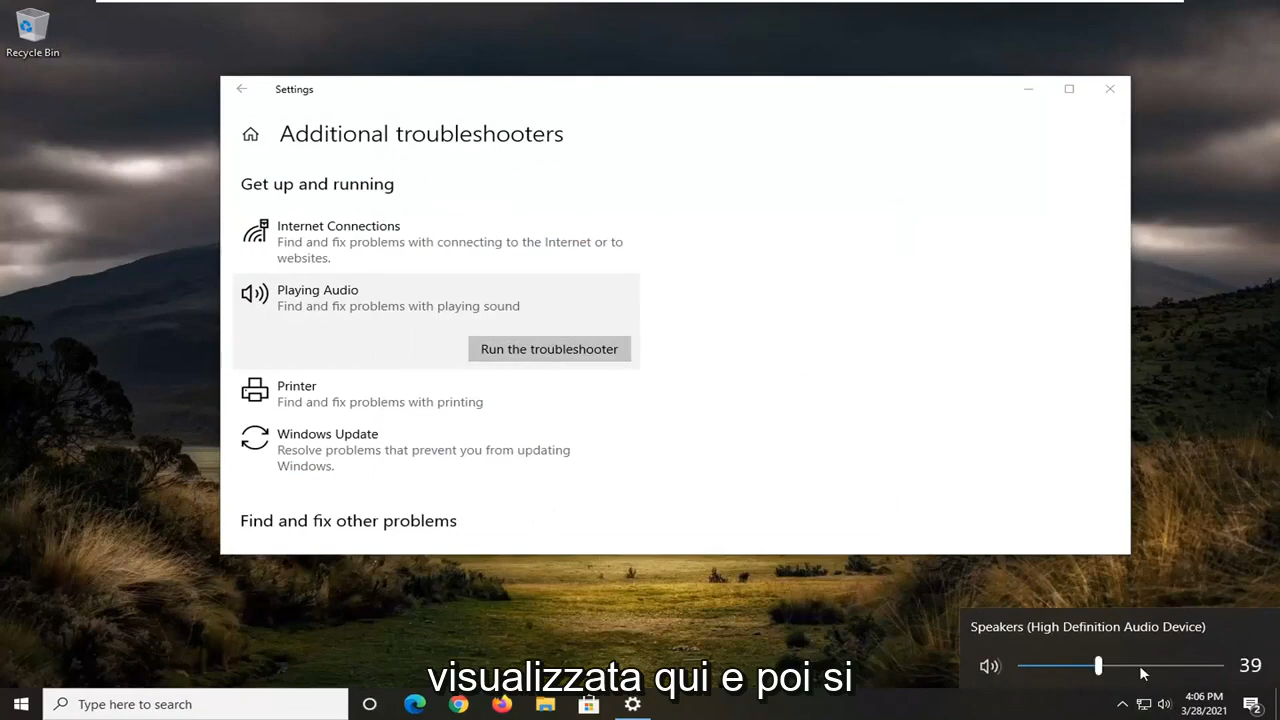 Recycle Bin
Settings
Additional troubleshooters
Get up and running
Internet Connections
Find and fix problems with connecting to the Internet or to
websites.
Playing Audio
Find and fix problems with playing sound
Run the troubleshooter
Printer
Find and fix problems with printing
Windows Update
Resolve problems that prevent you from updating
Windows.
Find and fix other problems
Speakers (High Definition Audio Device)
39
visualizzata qui e poi si
Type here to search
4:06 PM
3/28/2021
2